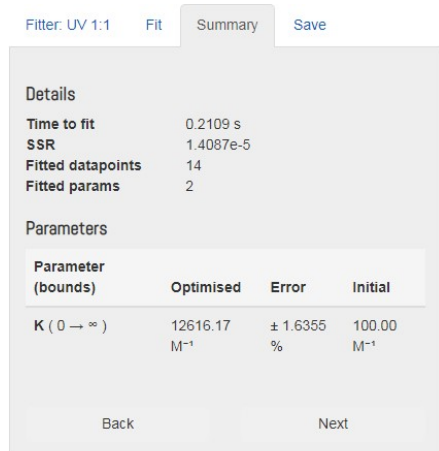 Fitter: UV 1:1 Fit Summary Save
Details
Time to fit 0.2109 s
SSR 1.4087e-5
Fitted datapoints 14
Fitted params 2
Parameters
Parameter
(bounds) Optimised Error Initial
K ( 0 → ∞ ) 12616.17 ± 1.6355 100.00
M⁻¹ % M⁻¹
Back Next